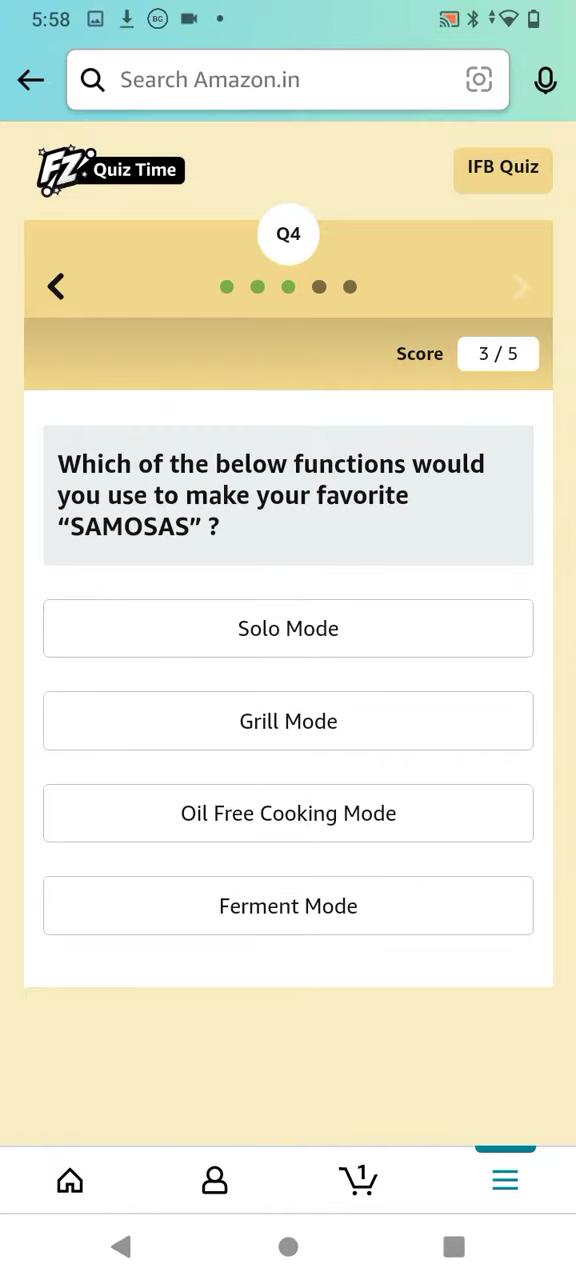 5:58
BG
Search Amazon.in
FZ Quiz Time
IFB Quiz
Q4
Score 3 / 5
Which of the below functions would
you use to make your favorite
“SAMOSAS” ?
Solo Mode
Grill Mode
Oil Free Cooking Mode
Ferment Mode
1